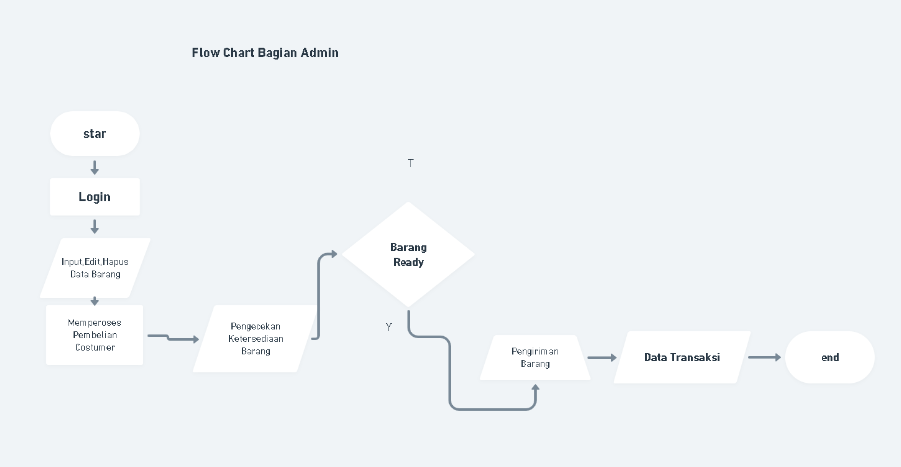 Flow Chart Bagian Admin
star
Login
Input,Edit,Hapus
Data Barang
Memperoses
Pembelian
Costumer
Pengecekan
Ketersediaan
Barang
T
Barang
Ready
Y
Pengiriman
Barang
Data Transaksi
end